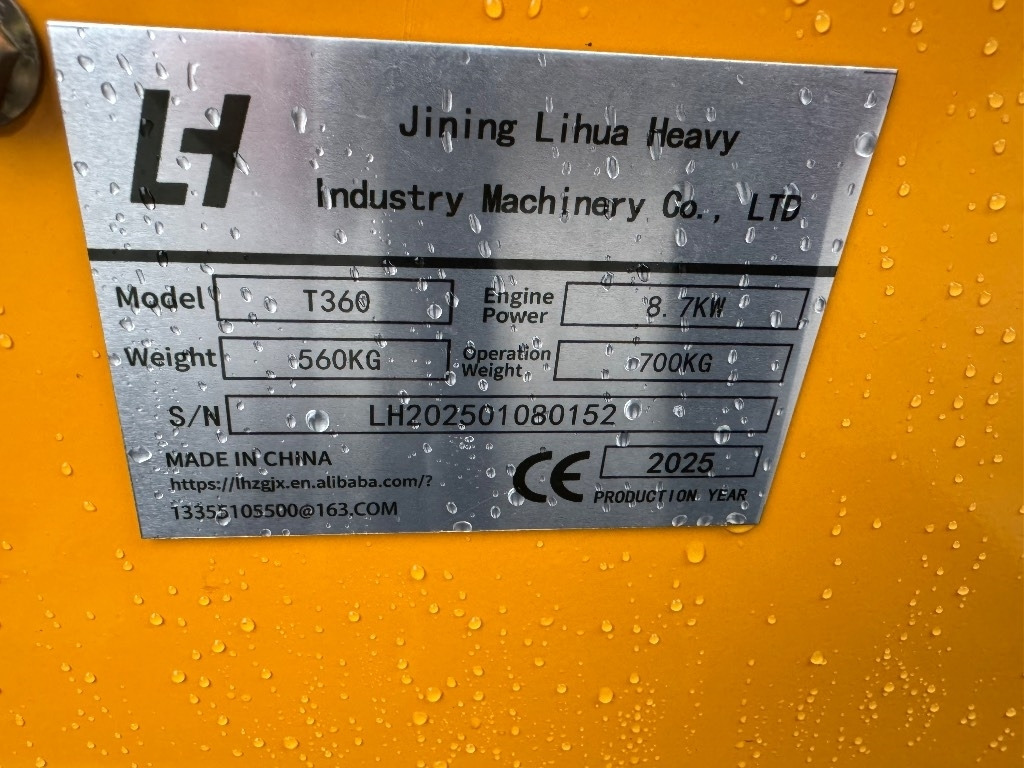 LH
Jining Lihua Heavy
Industry Machinery Co., LTD
Model T360 Engine Power 8.7KW
Weight 560KG Operation Weight 700KG
S/N LH202501080152
MADE IN CHINA
https://lhzgjx.en.alibaba.com/?
13355105500@163.COM
CE 2025
PRODUCTION YEAR